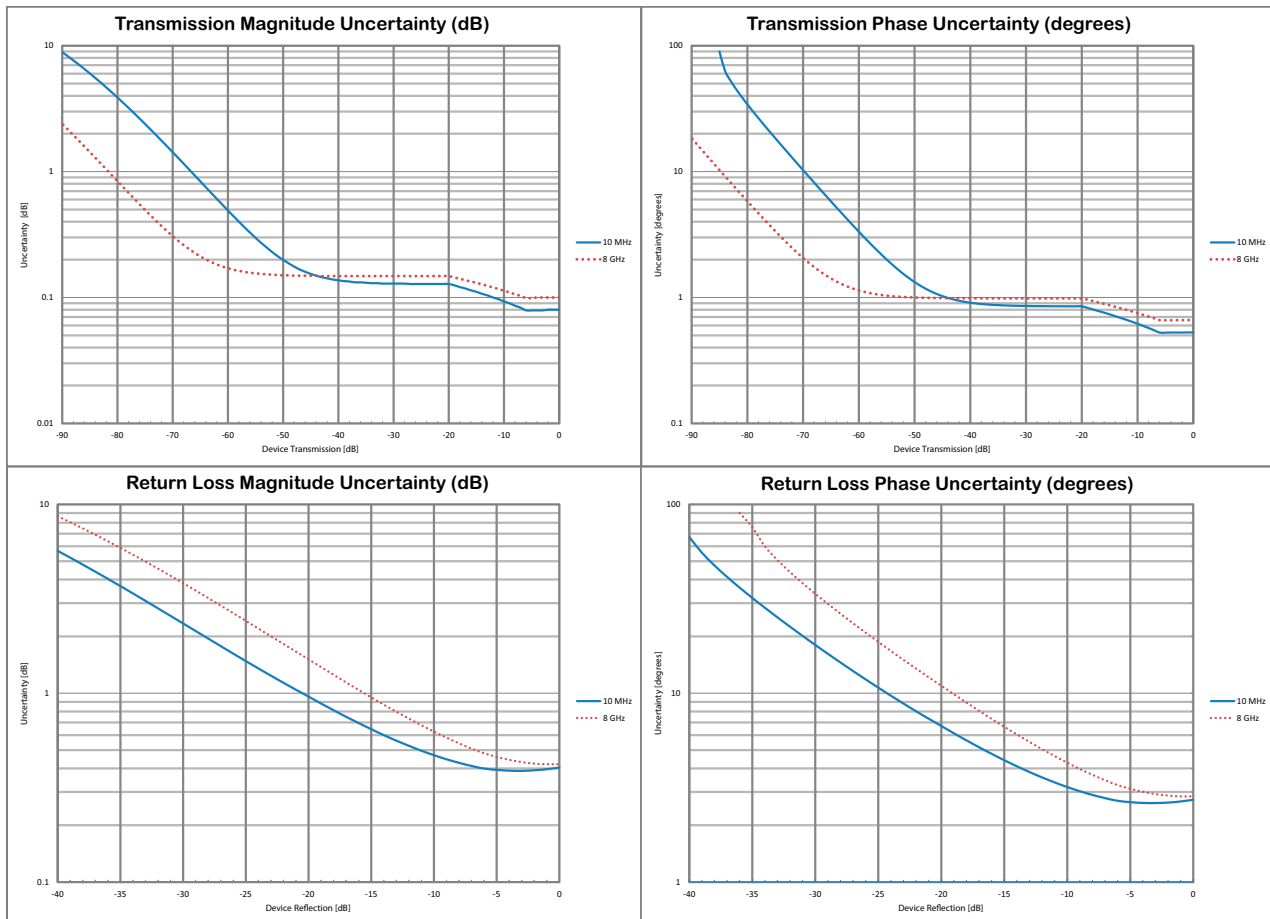 Transmission Magnitude Uncertainty (dB)
10
1
0.1
0.01
-90 -80 -70 -60 -50 -40 -30 -20 -10 0
Uncertainty [dB]
Device Transmission [dB]
10 MHz
8 GHz
Transmission Phase Uncertainty (degrees)
100
10
1
0.1
-90 -80 -70 -60 -50 -40 -30 -20 -10 0
Uncertainty [degrees]
Device Transmission [dB]
10 MHz
8 GHz
Return Loss Magnitude Uncertainty (dB)
10
1
0.1
-40 -35 -30 -25 -20 -15 -10 -5 0
Uncertainty [dB]
Device Reflection [dB]
10 MHz
8 GHz
Return Loss Phase Uncertainty (degrees)
100
10
1
-40 -35 -30 -25 -20 -15 -10 -5 0
Uncertainty [degrees]
Device Reflection [dB]
10 MHz
8 GHz